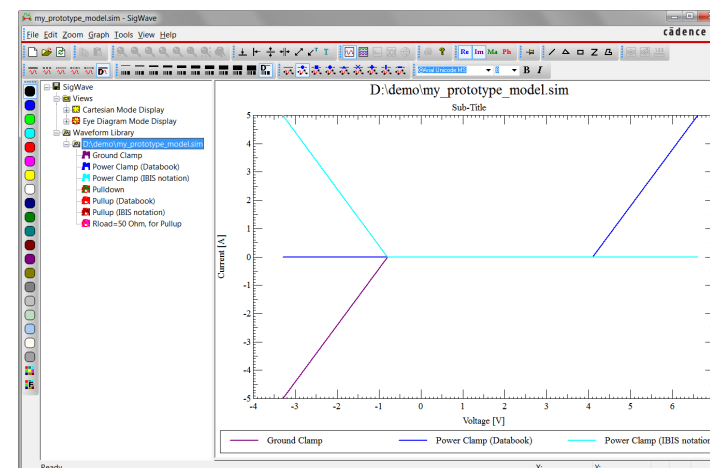 my_prototype_model.sim - SigWave
File Edit Zoom Graph Tools View Help
cādence
Re Im Ma Ph
Arial Unicode MS 8 B I
SigWave
Views
Cartesian Mode Display
Eye Diagram Mode Display
Waveform Library
D:\demo\my_prototype_model.sim
Ground Clamp
Power Clamp (Databook)
Power Clamp (IBIS notation)
Pulldown
Pullup (Databook)
Pullup (IBIS notation)
Rload=50 Ohm, for Pullup
D:\demo\my_prototype_model.sim
Sub-Title
5
4
3
2
1
0
-1
-2
-3
-4
-5
Current [A]
-4 -3 -2 -1 0 1 2 3 4 5 6
Voltage [V]
Ground Clamp Power Clamp (Databook) Power Clamp (IBIS notation
Ready X: Y: